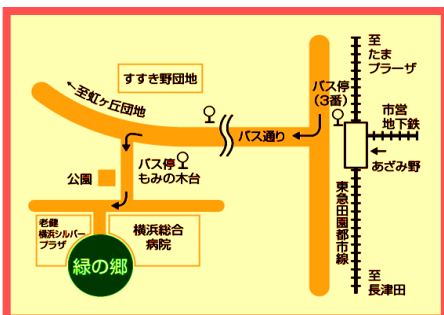 至
たま
プラーザ
すすき野団地
バス停
(3番)
市営
地下鉄
至虹ヶ丘団地
バス通り
あざみ野
バス停
もみの木台
公園
東急田園都市線
老健
横浜シルバー
プラザ
横浜総合
病院
緑の郷
至
長津田